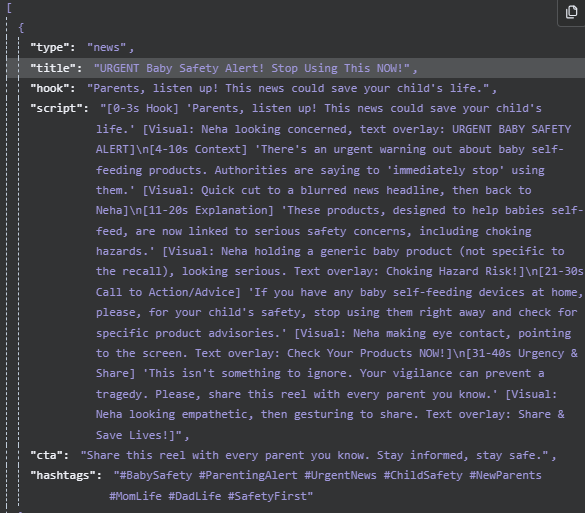 [
{
"type": "news",
"title": "URGENT Baby Safety Alert! Stop Using This NOW!",
"hook": "Parents, listen up! This news could save your child's life.",
"script": "[0-3s Hook] 'Parents, listen up! This news could save your child's
life.' [Visual: Neha looking concerned, text overlay: URGENT BABY SAFETY
ALERT]\n[4-10s Context] 'There's an urgent warning out about baby self-
feeding products. Authorities are saying to 'immediately stop' using
them.' [Visual: Quick cut to a blurred news headline, then back to
Neha]\n[11-20s Explanation] 'These products, designed to help babies self-
feed, are now linked to serious safety concerns, including choking
hazards.' [Visual: Neha holding a generic baby product (not specific to
the recall), looking serious. Text overlay: Choking Hazard Risk!]\n[21-30s
Call to Action/Advice] 'If you have any baby self-feeding devices at home,
please, for your child's safety, stop using them right away and check for
specific product advisories.' [Visual: Neha making eye contact, pointing
to the screen. Text overlay: Check Your Products NOW!]\n[31-40s Urgency &
Share] 'This isn't something to ignore. Your vigilance can prevent a
tragedy. Please, share this reel with every parent you know.' [Visual:
Neha looking empathetic, then gesturing to share. Text overlay: Share &
Save Lives!]",
"cta": "Share this reel with every parent you know. Stay informed, stay safe.",
"hashtags": "#BabySafety #ParentingAlert #UrgentNews #ChildSafety #NewParents
#MomLife #DadLife #SafetyFirst"